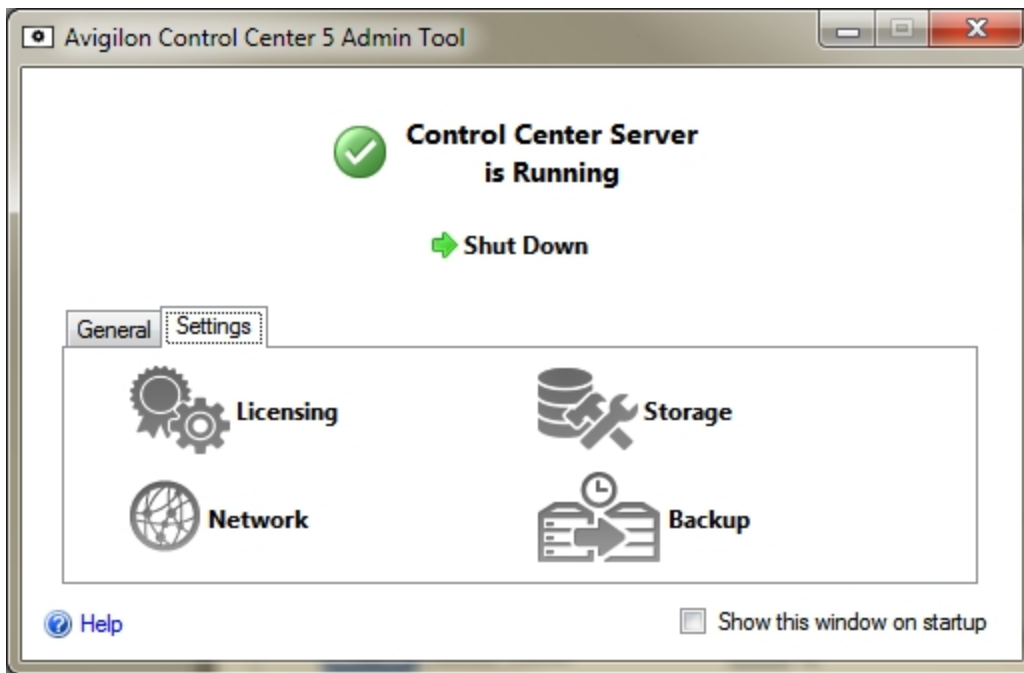 Avigilon Control Center 5 Admin Tool
Control Center Server
is Running
Shut Down
General Settings
Licensing Storage
Network Backup
Help Show this window on startup